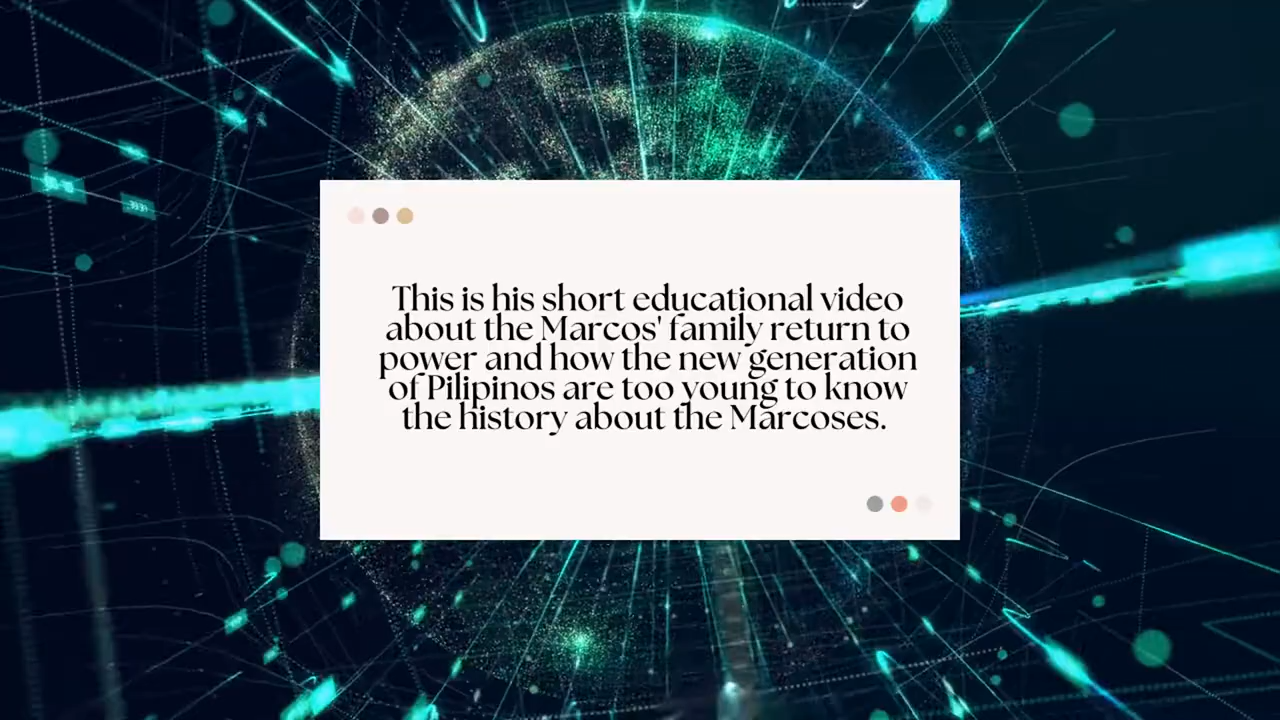 This is his short educational video
about the Marcos' family return to
power and how the new generation
of Pilipinos are too young to know
the history about the Marcoses.